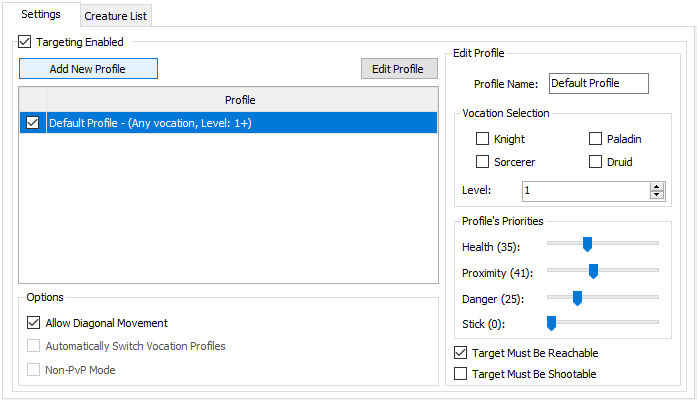 Settings
Creature List
Targeting Enabled
Add New Profile
Edit Profile
Profile
Default Profile - (Any vocation, Level: 1+)
Options
Allow Diagonal Movement
Automatically Switch Vocation Profiles
Non-PvP Mode
Edit Profile
Profile Name: Default Profile
Vocation Selection
Knight
Paladin
Sorcerer
Druid
Level: 1
Profile's Priorities
Health (35):
Proximity (41):
Danger (25):
Stick (0):
Target Must Be Reachable
Target Must Be Shootable